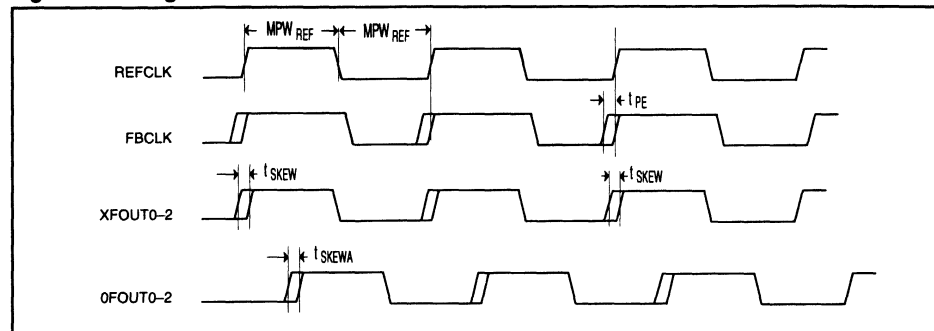 MPW REF MPW REF
REFCLK
t PE
FBCLK
t SKEW t SKEW
XFOUT0–2
t SKEWA
0FOUT0–2